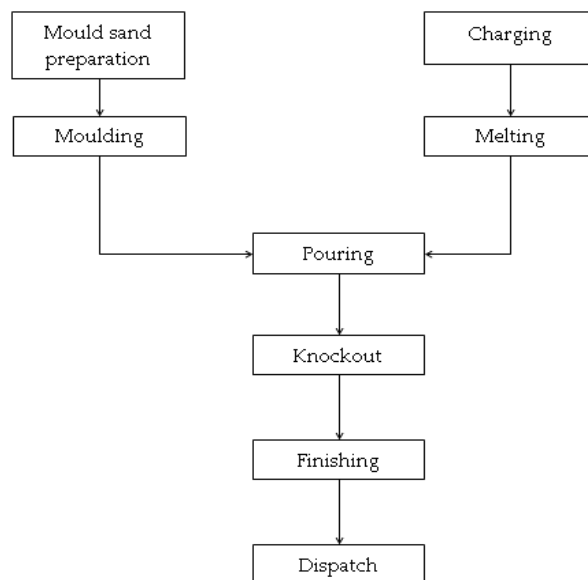 Mould sand
preparation
Charging
Moulding
Melting
Pouring
Knockout
Finishing
Dispatch